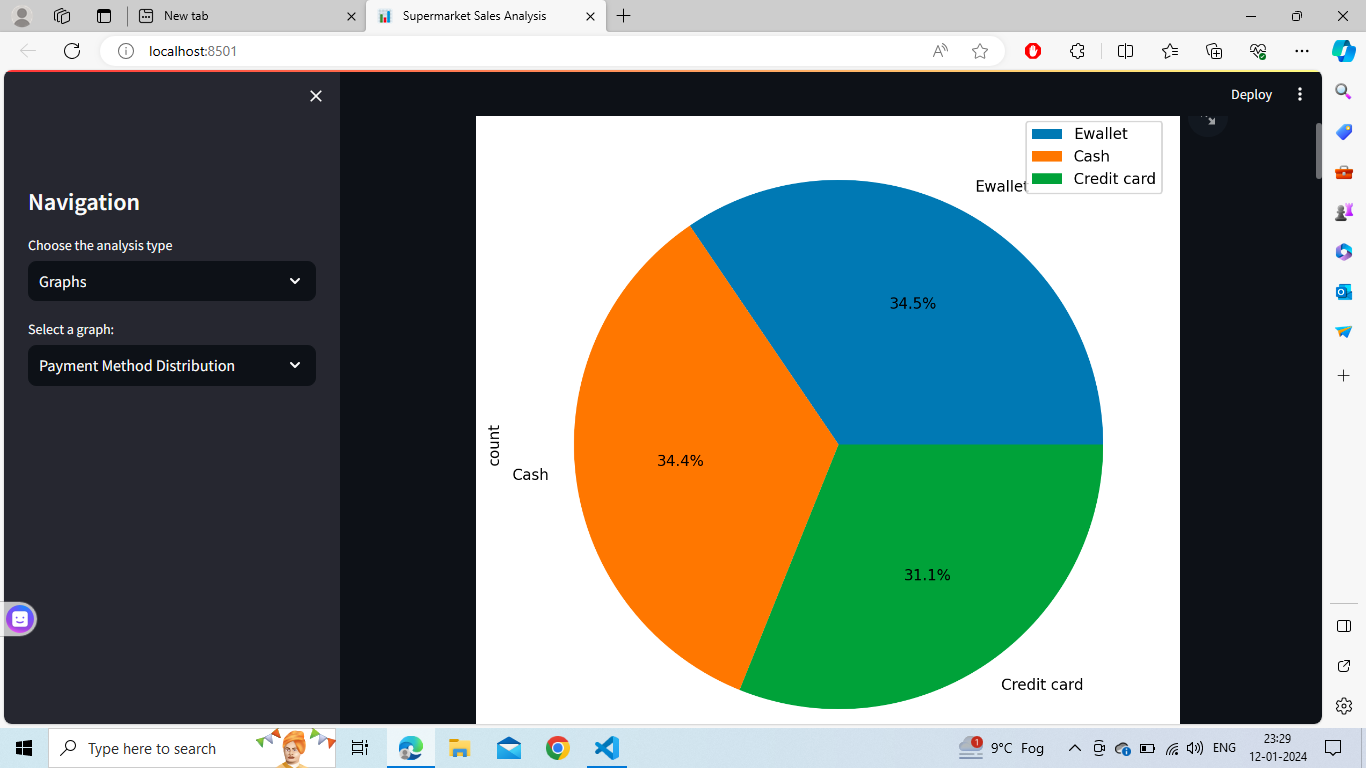 New tab
Supermarket Sales Analysis
localhost:8501
Deploy
Navigation
Choose the analysis type
Graphs
Select a graph:
Payment Method Distribution
Ewallet
Cash
Credit card
Ewallet
34.5%
count
Cash
34.4%
31.1%
Credit card
Type here to search
1
9°C Fog
ENG
23:29
12-01-2024